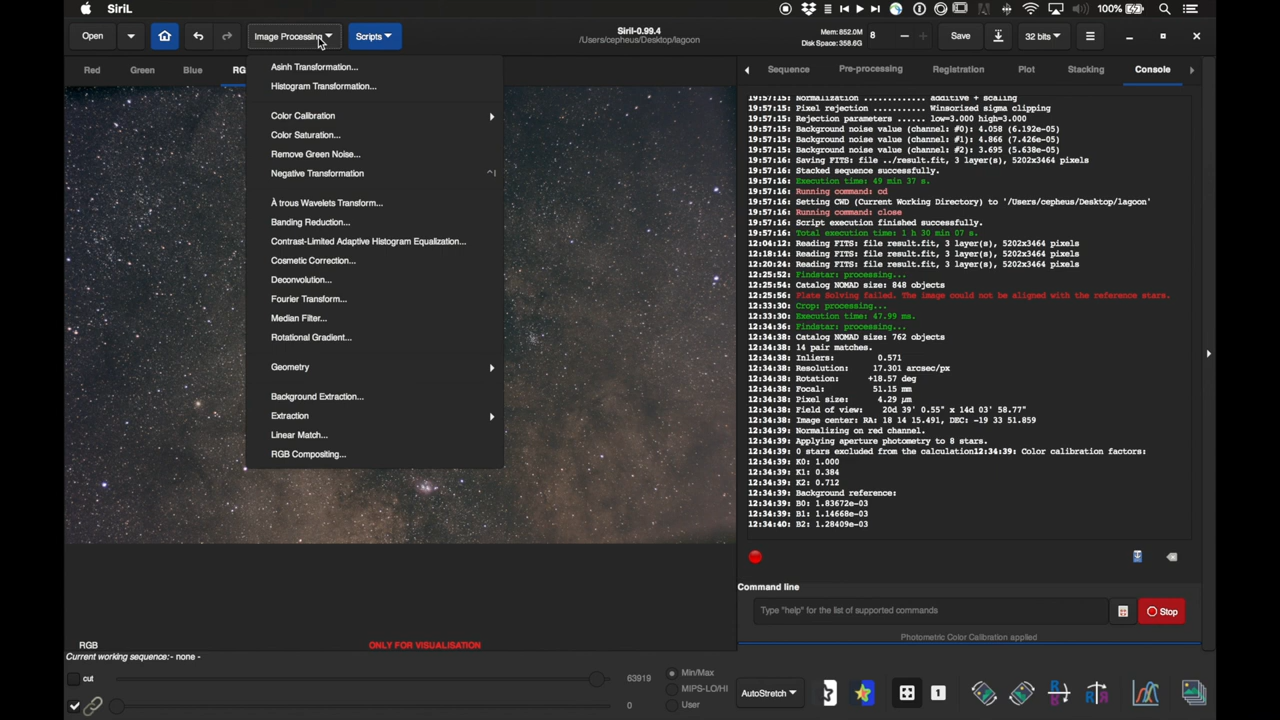 SiriL
100%
Open
Image Processing
Scripts
Siril-0.99.4
/Users/cepheus/Desktop/lagoon
Mem: 852.0M
Disk Space: 358.6G
8
Save
32 bits
Red
Green
Blue
RG
Sequence
Pre-processing
Registration
Plot
Stacking
Console
Asinh Transformation...
Histogram Transformation...
Color Calibration
Color Saturation...
Remove Green Noise...
Negative Transformation
^I
À trous Wavelets Transform...
Banding Reduction...
Contrast-Limited Adaptive Histogram Equalization...
Cosmetic Correction...
Deconvolution...
Fourier Transform...
Median Filter...
Rotational Gradient...
Geometry
Background Extraction...
Extraction
Linear Match...
RGB Compositing...
19:57:15: Normalization ............. additive + scaling
19:57:15: Pixel rejection ........... Winsorized sigma clipping
19:57:15: Rejection parameters ...... low=3.000 high=3.000
19:57:15: Background noise value (channel: #0): 4.058 (6.192e-05)
19:57:15: Background noise value (channel: #1): 4.866 (7.426e-05)
19:57:15: Background noise value (channel: #2): 3.695 (5.638e-05)
19:57:15: Saving FITS: file ../result.fit, 3 layer(s), 5202x3464 pixels
19:57:16: Stacked sequence successfully.
19:57:16: Execution time: 49 min 37 s.
19:57:16: Running command: cd
19:57:16: Setting CWD (Current Working Directory) to '/Users/cepheus/Desktop/lagoon'
19:57:16: Running command: close
19:57:16: Script execution finished successfully.
19:57:16: Total execution time: 1 h 30 min 07 s.
12:04:12: Reading FITS: file result.fit, 3 layer(s), 5202x3464 pixels
12:18:14: Reading FITS: file result.fit, 3 layer(s), 5202x3464 pixels
12:20:24: Reading FITS: file result.fit, 3 layer(s), 5202x3464 pixels
12:25:52: Findstar: processing...
12:25:54: Catalog NOMAD size: 848 objects
12:25:56: Plate Solving failed. The image could not be aligned with the reference stars.
12:33:30: Crop: processing...
12:33:30: Execution time: 47.99 ms.
12:34:36: Findstar: processing...
12:34:38: Catalog NOMAD size: 762 objects
12:34:38: 14 pair matches.
12:34:38: Inliers: 0.571
12:34:38: Resolution: 17.301 arcsec/px
12:34:38: Rotation: +18.57 deg
12:34:38: Focal: 51.15 mm
12:34:38: Pixel size: 4.29 µm
12:34:38: Field of view: 20d 39' 0.55" x 14d 03' 58.77"
12:34:38: Image center: RA: 18 14 15.491, DEC: -19 33 51.859
12:34:39: Normalizing on red channel.
12:34:39: Applying aperture photometry to 8 stars.
12:34:39: 0 stars excluded from the calculation12:34:39: Color calibration factors:
12:34:39: K0: 1.000
12:34:39: K1: 0.384
12:34:39: K2: 0.712
12:34:39: Background reference:
12:34:39: B0: 1.83672e-03
12:34:39: B1: 1.14668e-03
12:34:40: B2: 1.28409e-03
Command line
Type "help" for the list of supported commands
Stop
Photometric Color Calibration applied
RGB
ONLY FOR VISUALISATION
Current working sequence:- none -
cut
63919
0
Min/Max
MIPS-LO/HI
User
AutoStretch
1
R
R
R
R